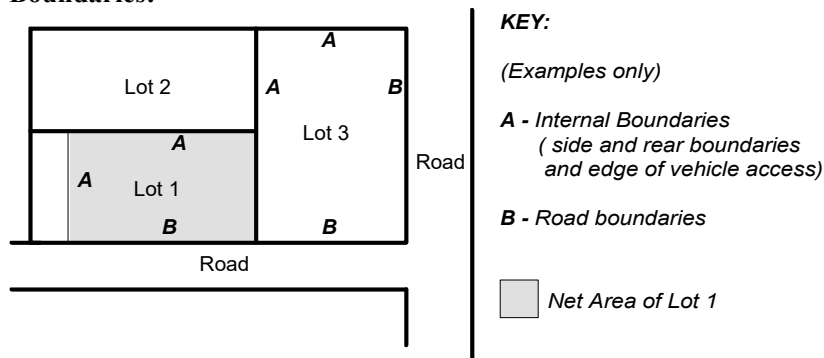 Boundaries:
A
Lot 2
A
B
Lot 3
A
Road
A
Lot 1
B
B
Road
KEY:
(Examples only)
A - Internal Boundaries
( side and rear boundaries
and edge of vehicle access)
B - Road boundaries
Net Area of Lot 1